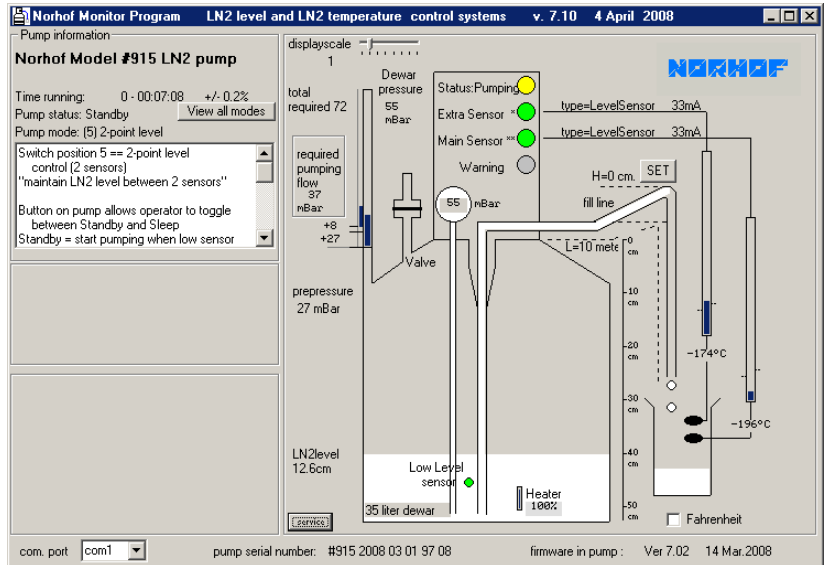 Norhof Monitor Program LN2 level and LN2 temperature control systems v. 7.10 4 April 2008
Pump information
Norhof Model #915 LN2 pump
Time running: 0 - 00:07:08 +/- 0.2%
Pump status: Standby
View all modes
Pump mode: (5) 2-point level
Switch position 5 == 2-point level
control (2 sensors)
"maintain LN2 level between 2 sensors"
Button on pump allows operator to toggle
between Standby and Sleep
Standby = start pumping when low sensor
displayscale
1
total
required 72
Dewar
pressure
55
mBar
required
pumping
flow
37
mBar
+8
+27
prepressure
27 mBar
LN2level
12.6cm
service
Status:Pumping
Extra Sensor *
Main Sensor **
Warning
type=LevelSensor 33mA
type=LevelSensor 33mA
NORHOF
H=0 cm.
SET
55 mBar
fill line
Valve
L=10 mete
0
cm
-10
cm
-20
cm
-30
cm
-40
cm
-50
cm
-174°C
-196°C
Low Level
sensor
Heater
100%
35 liter dewar
Fahrenheit
com. port com1 pump serial number: #915 2008 03 01 97 08 firmware in pump : Ver 7.02 14 Mar.2008